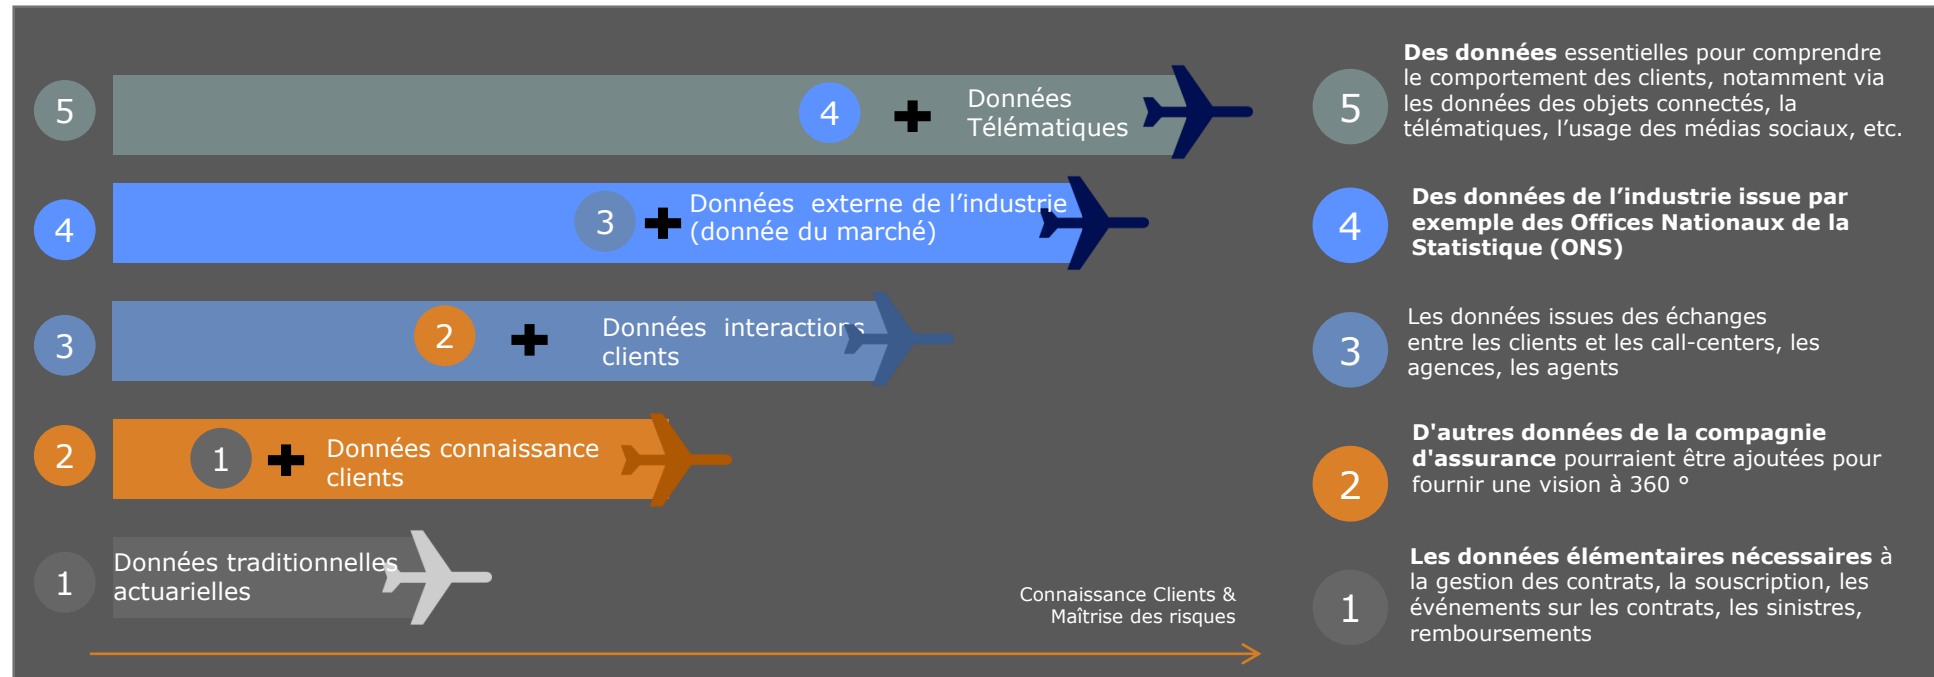 5
4
Données
Télématiques
4
3
Données externe de l'industrie
(donnée du marché)
3
2
Données interactions
clients
2
1
Données connaissance
clients
1
Données traditionnelles
actuarielles
Connaissance Clients &
Maîtrise des risques
5
Des données essentielles pour comprendre
le comportement des clients, notamment via
les données des objets connectés, la
télématiques, l’usage des médias sociaux, etc.
4
Des données de l’industrie issue par
exemple des Offices Nationaux de la
Statistique (ONS)
3
Les données issues des échanges
entre les clients et les call-centers, les
agences, les agents
2
D'autres données de la compagnie
d'assurance pourraient être ajoutées pour
fournir une vision à 360 °
1
Les données élémentaires nécessaires à
la gestion des contrats, la souscription, les
événements sur les contrats, les sinistres,
remboursements